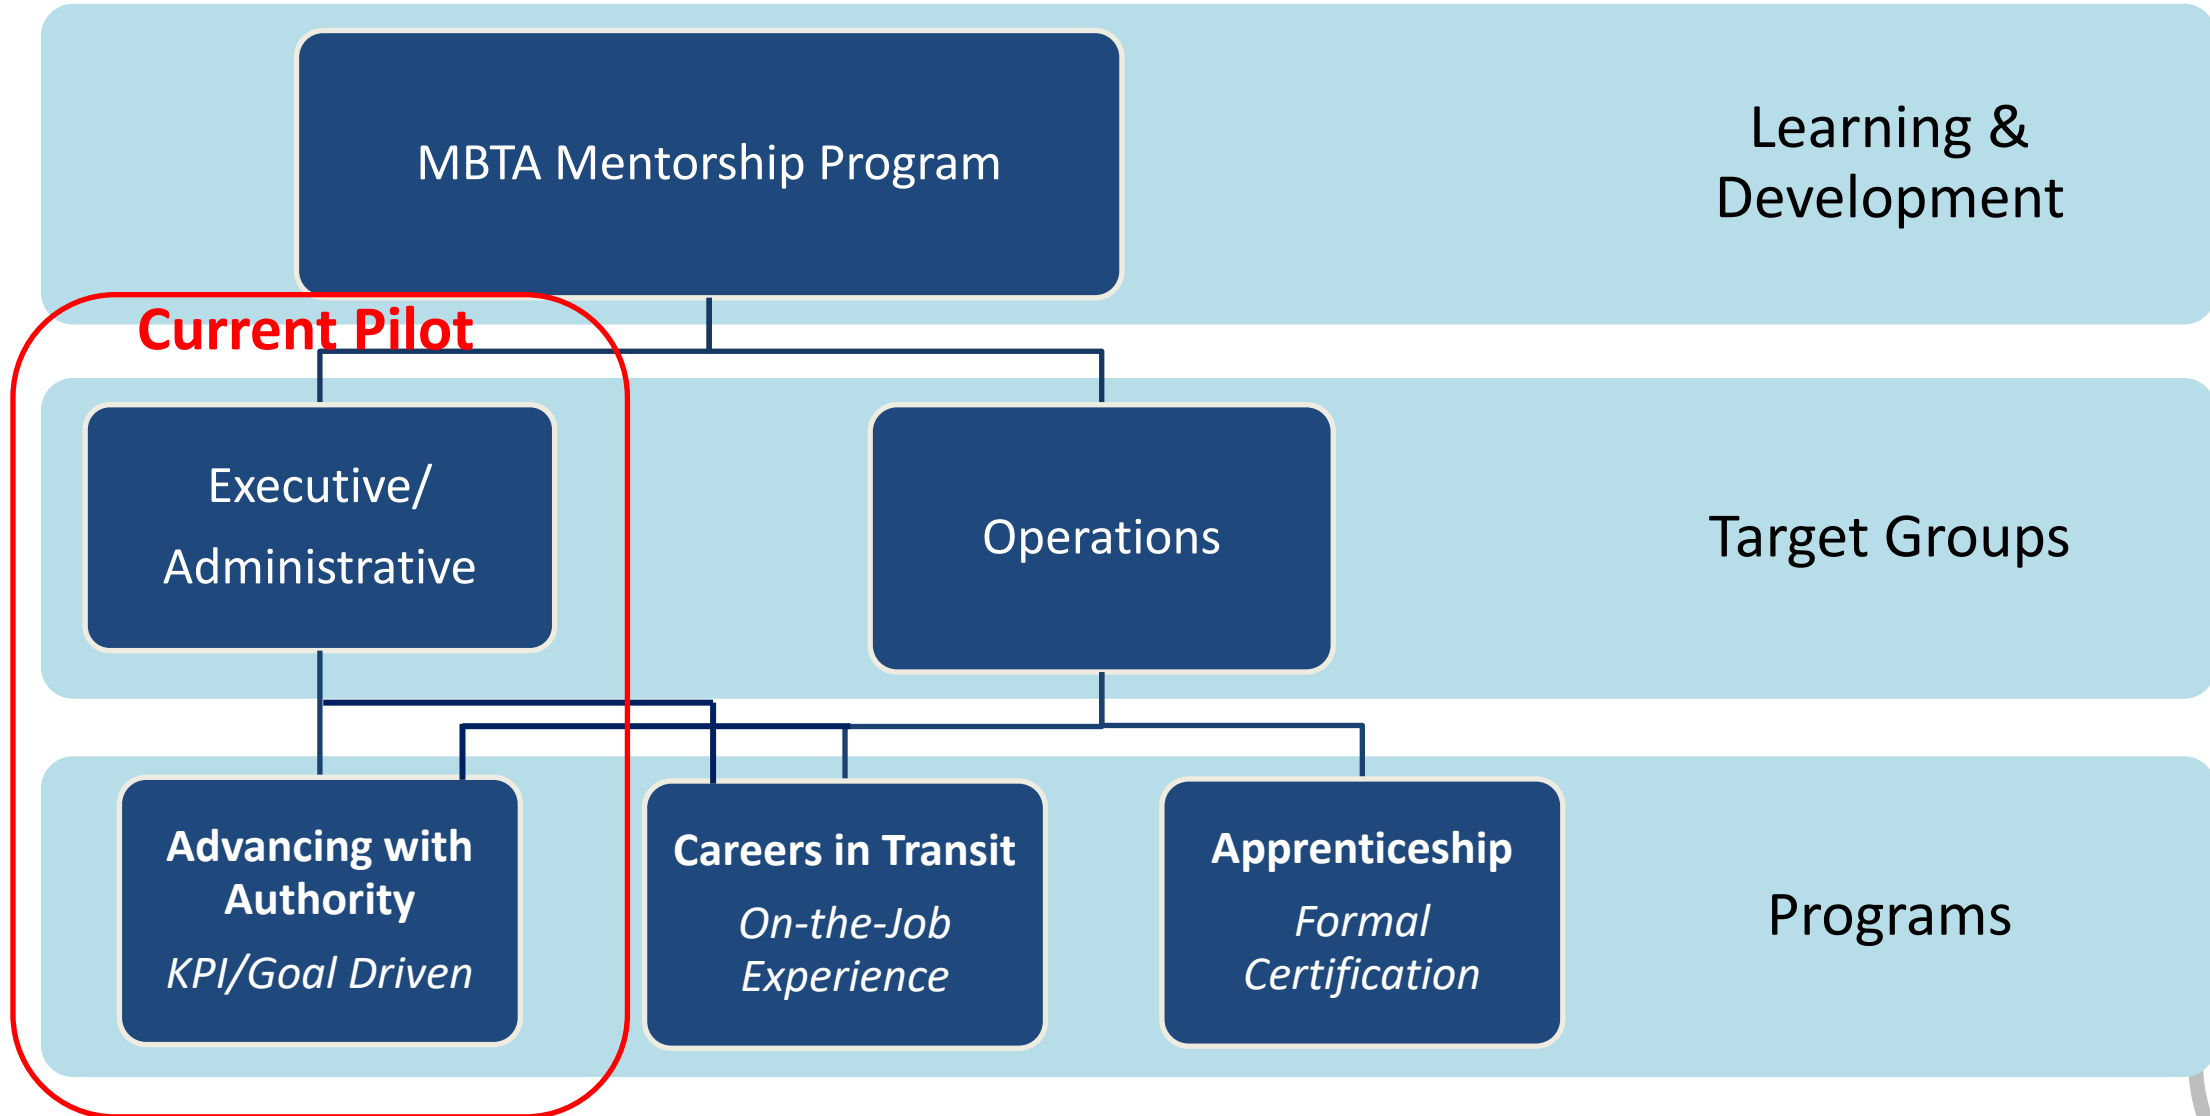 MBTA Mentorship Program
Learning &
Development
Current Pilot
Executive/
Administrative
Operations
Target Groups
Advancing with
Authority
KPI/Goal Driven
Careers in Transit
On-the-Job
Experience
Apprenticeship
Formal
Certification
Programs